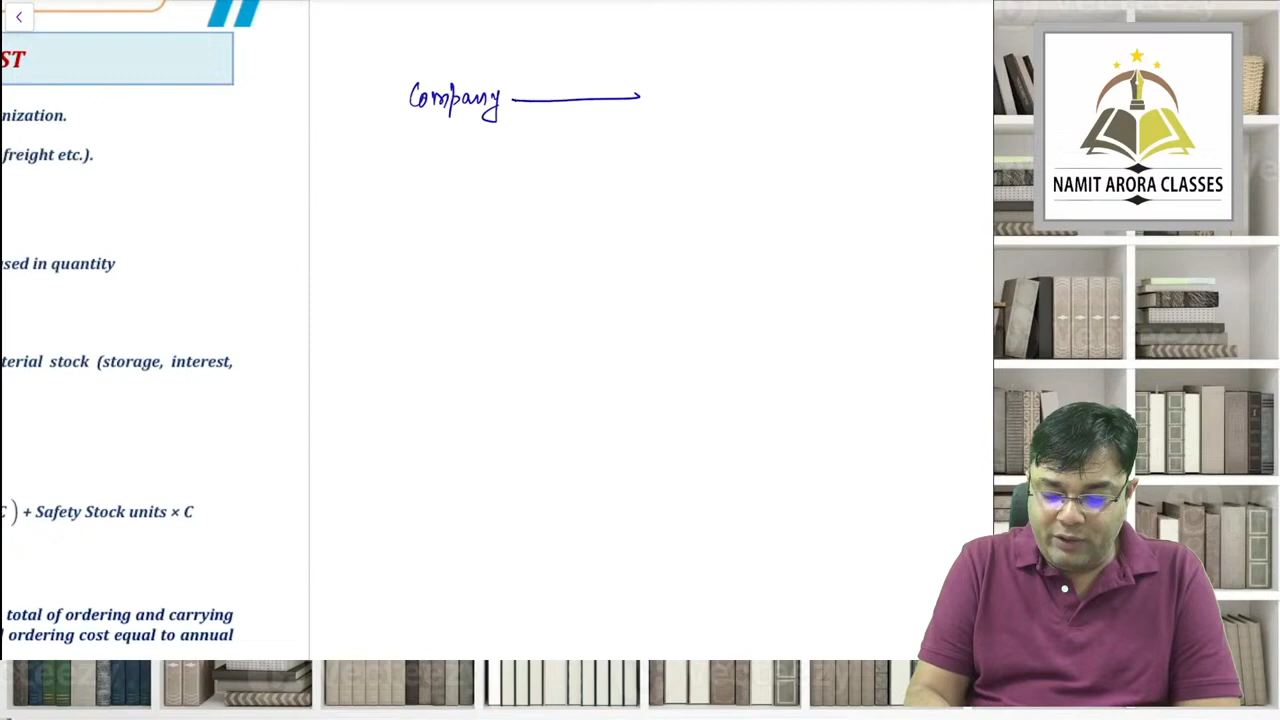 ST
nization.
freight etc.).
used in quantity
terial stock (storage, interest,
C ) + Safety Stock units × C
total of ordering and carrying
ordering cost equal to annual
Company
NAMIT ARORA CLASSES